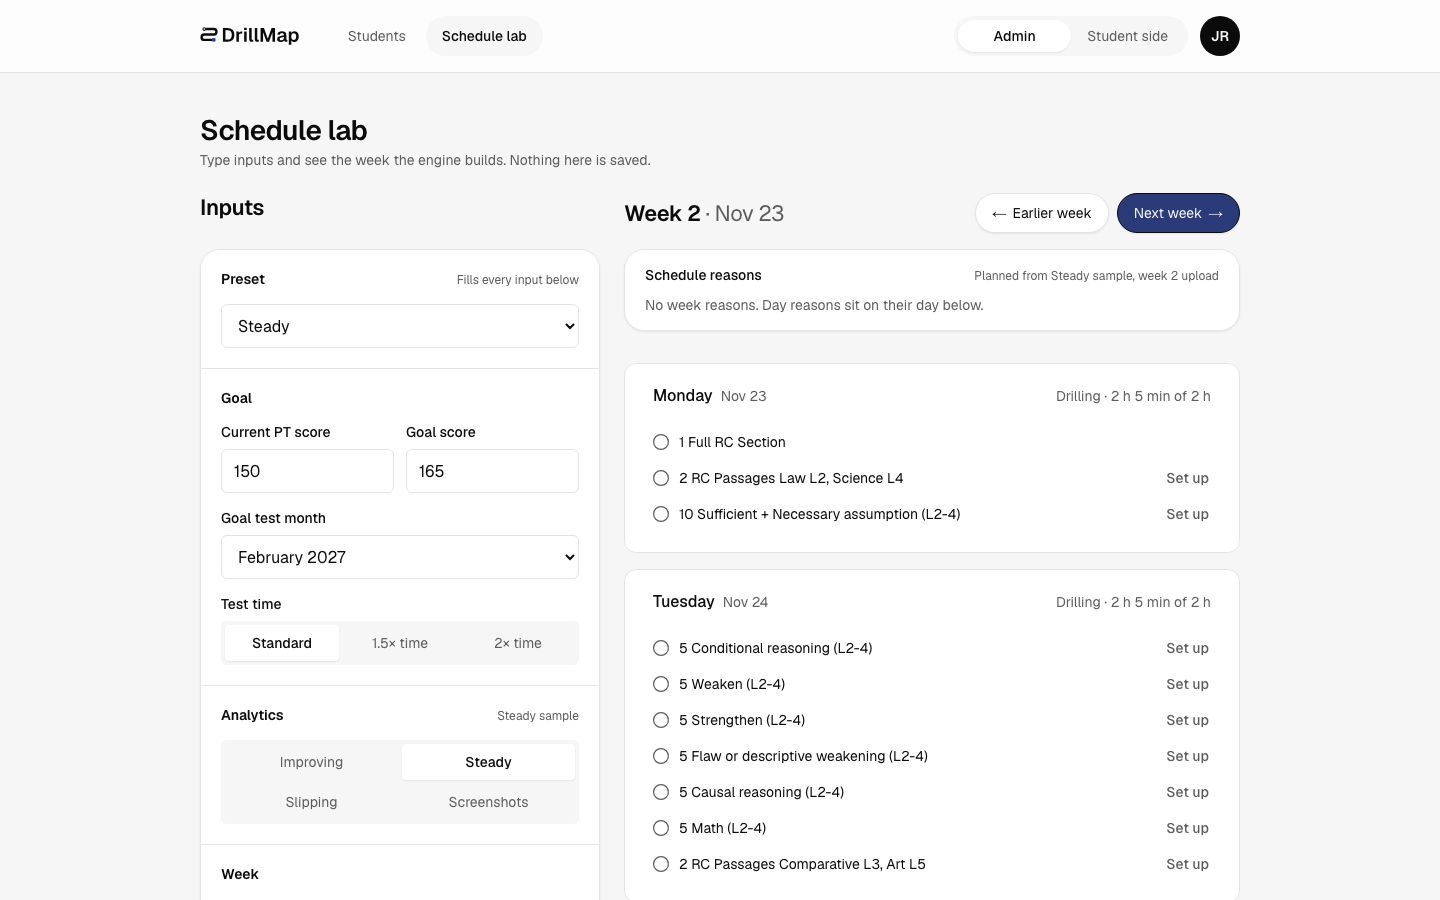 DrillMap
Students
Schedule lab
Admin
Student side
JR
Schedule lab
Type inputs and see the week the engine builds. Nothing here is saved.
Inputs
Preset
Fills every input below
Steady
Goal
Current PT score
Goal score
150
165
Goal test month
February 2027
Test time
Standard
1.5× time
2× time
Analytics
Steady sample
Improving
Steady
Slipping
Screenshots
Week
Week 2 · Nov 23
← Earlier week
Next week →
Schedule reasons
Planned from Steady sample, week 2 upload
No week reasons. Day reasons sit on their day below.
Monday Nov 23
Drilling · 2 h 5 min of 2 h
1 Full RC Section
2 RC Passages Law L2, Science L4
Set up
10 Sufficient + Necessary assumption (L2-4)
Set up
Tuesday Nov 24
Drilling · 2 h 5 min of 2 h
5 Conditional reasoning (L2-4)
Set up
5 Weaken (L2-4)
Set up
5 Strengthen (L2-4)
Set up
5 Flaw or descriptive weakening (L2-4)
Set up
5 Causal reasoning (L2-4)
Set up
5 Math (L2-4)
Set up
2 RC Passages Comparative L3, Art L5
Set up